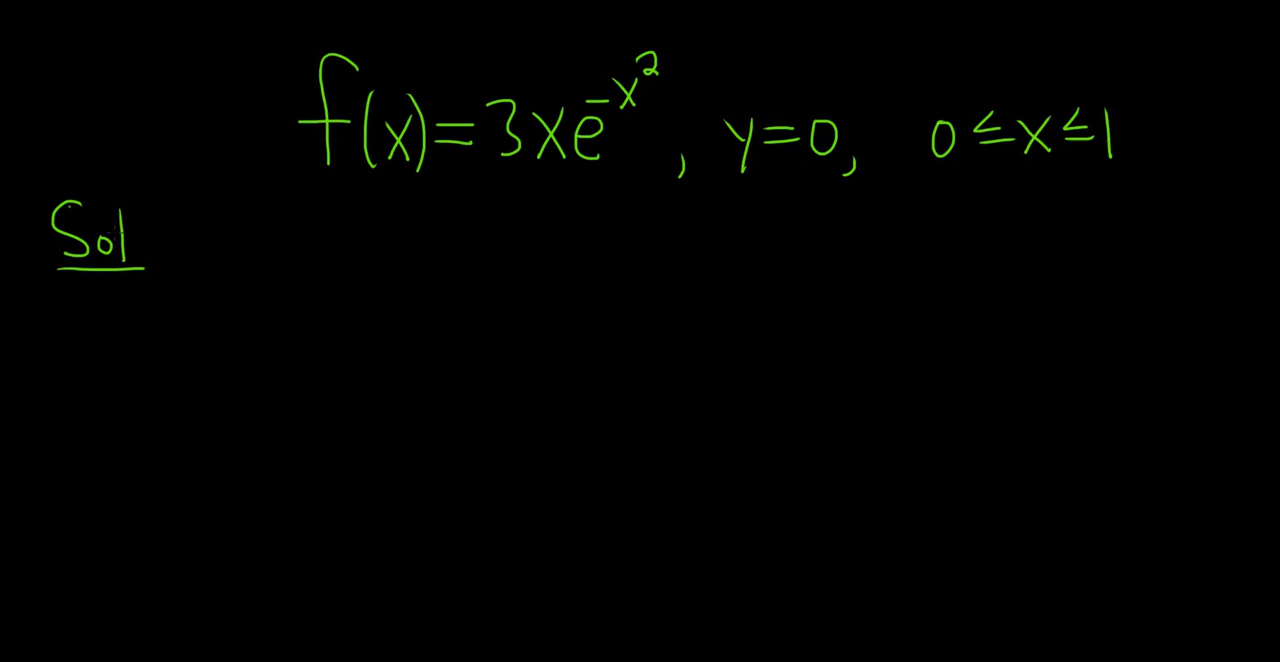 f(x)=3xe^{-x^2}, y=0, 0≤x≤1
Sol